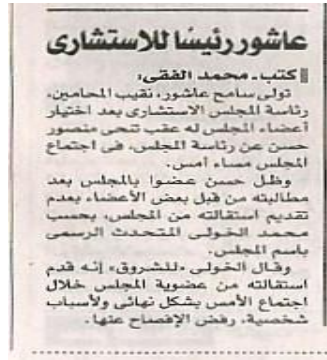 عاشور رئيسًا للاستشارى
كتب ـ محمد الفقى:
تولى سامح عاشور، نقيب المحامين،
رئاسة المجلس الاستشارى بعد اختيار
أعضاء المجلس له عقب تنحى منصور
حسن عن رئاسة المجلس، فى اجتماع
المجلس مساء أمس.
وظل حسن عضوا بالمجلس بعد
مطالبته من قبل بعض الأعضاء بعدم
تقديم استقالته من المجلس، بحسب
محمد الخولى المتحدث الرسمى
باسم المجلس.
وقال الخولى «للشروق» إنه قدم
استقالته من عضوية المجلس خلال
اجتماع الأمس بشكل نهائى ولأسباب
شخصية، رفض الإفصاح عنها.